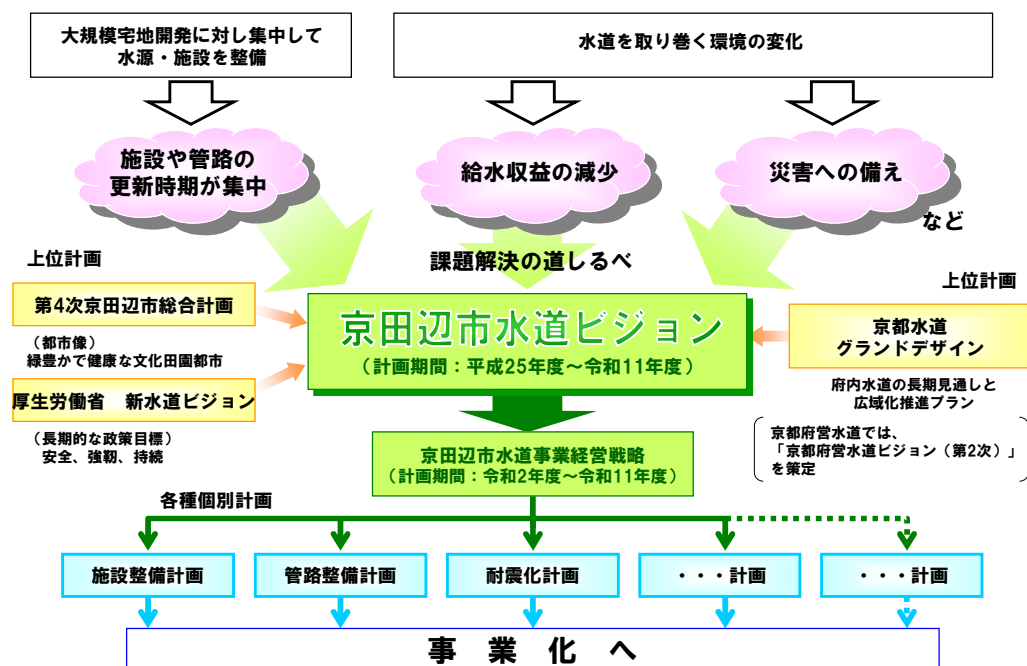 大規模宅地開発に対し集中して
水源・施設を整備
水道を取り巻く環境の変化
施設や管路の
更新時期が集中
給水収益の減少
災害への備え
など
課題解決の道しるべ
上位計画
第4次京田辺市総合計画
（都市像）
緑豊かで健康な文化田園都市
厚生労働省　新水道ビジョン
（長期的な政策目標）
安全、強靭、持続
京田辺市水道ビジョン
（計画期間：平成25年度～令和11年度）
上位計画
京都水道
グランドデザイン
府内水道の長期見通しと
広域化推進プラン
京都府営水道では、
「京都府営水道ビジョン（第2次）」
を策定
京田辺市水道事業経営戦略
（計画期間：令和2年度～令和11年度）
各種個別計画
施設整備計画
管路整備計画
耐震化計画
・・・計画
・・・計画
事　業　化　へ